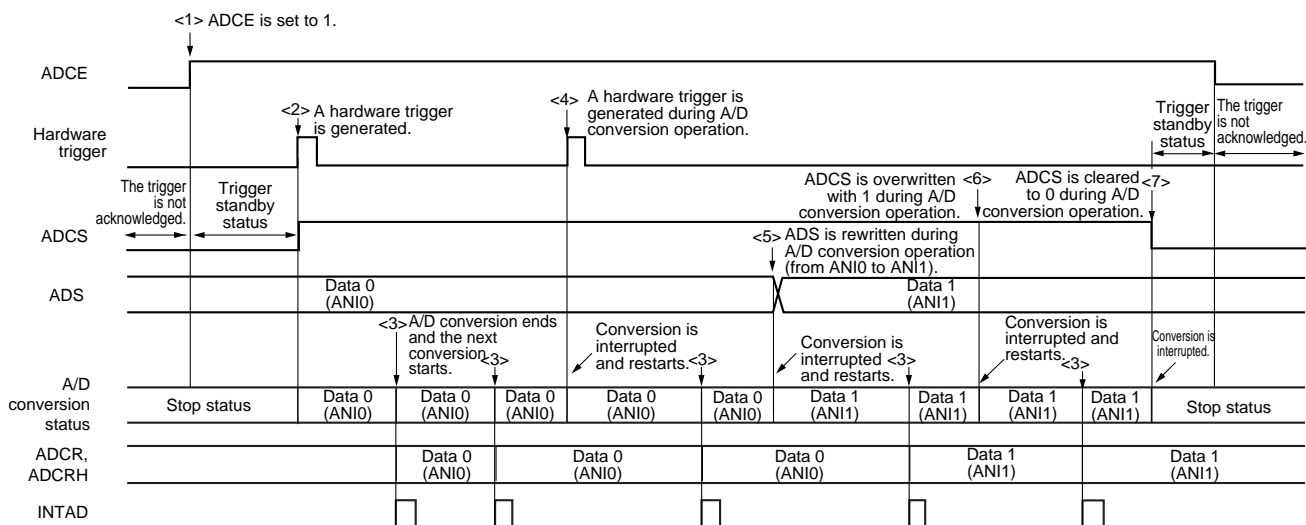 <1> ADCE is set to 1.
ADCE
<2> A hardware trigger
is generated.
<4> A hardware trigger is
generated during A/D
conversion operation.
Trigger
standby
status
The trigger
is not
acknowledged.
Hardware
trigger
The trigger
is not
acknowledged.
Trigger
standby
status
ADCS is overwritten
with 1 during A/D
conversion operation.
<6>
ADCS is cleared
to 0 during A/D
conversion operation.
<7>
ADCS
<5> ADS is rewritten during
A/D conversion operation
(from ANI0 to ANI1).
ADS
Data 0
(ANI0)
Data 1
(ANI1)
<3> A/D conversion ends
and the next
conversion
starts.
<3>
Conversion is
interrupted
and restarts.
<3>
Conversion is
interrupted
and restarts.
<3>
Conversion is
interrupted and
restarts.
<3>
Conversion is
interrupted.
A/D
conversion
status
Stop status
Data 0
(ANI0)
Data 0
(ANI0)
Data 0
(ANI0)
Data 0
(ANI0)
Data 0
(ANI0)
Data 1
(ANI1)
Data 1
(ANI1)
Data 1
(ANI1)
Data 1
(ANI1)
Stop status
ADCR,
ADCRH
Data 0
(ANI0)
Data 0
(ANI0)
Data 0
(ANI0)
Data 1
(ANI1)
Data 1
(ANI1)
INTAD